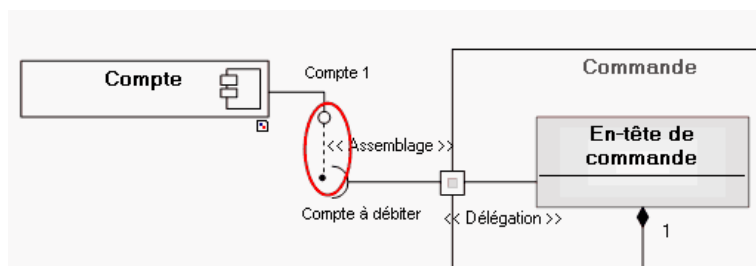 Compte
Compte 1
Commande
<< Assemblage >>
En-tête de
commande
Compte à débiter
<< Délégation >>
1